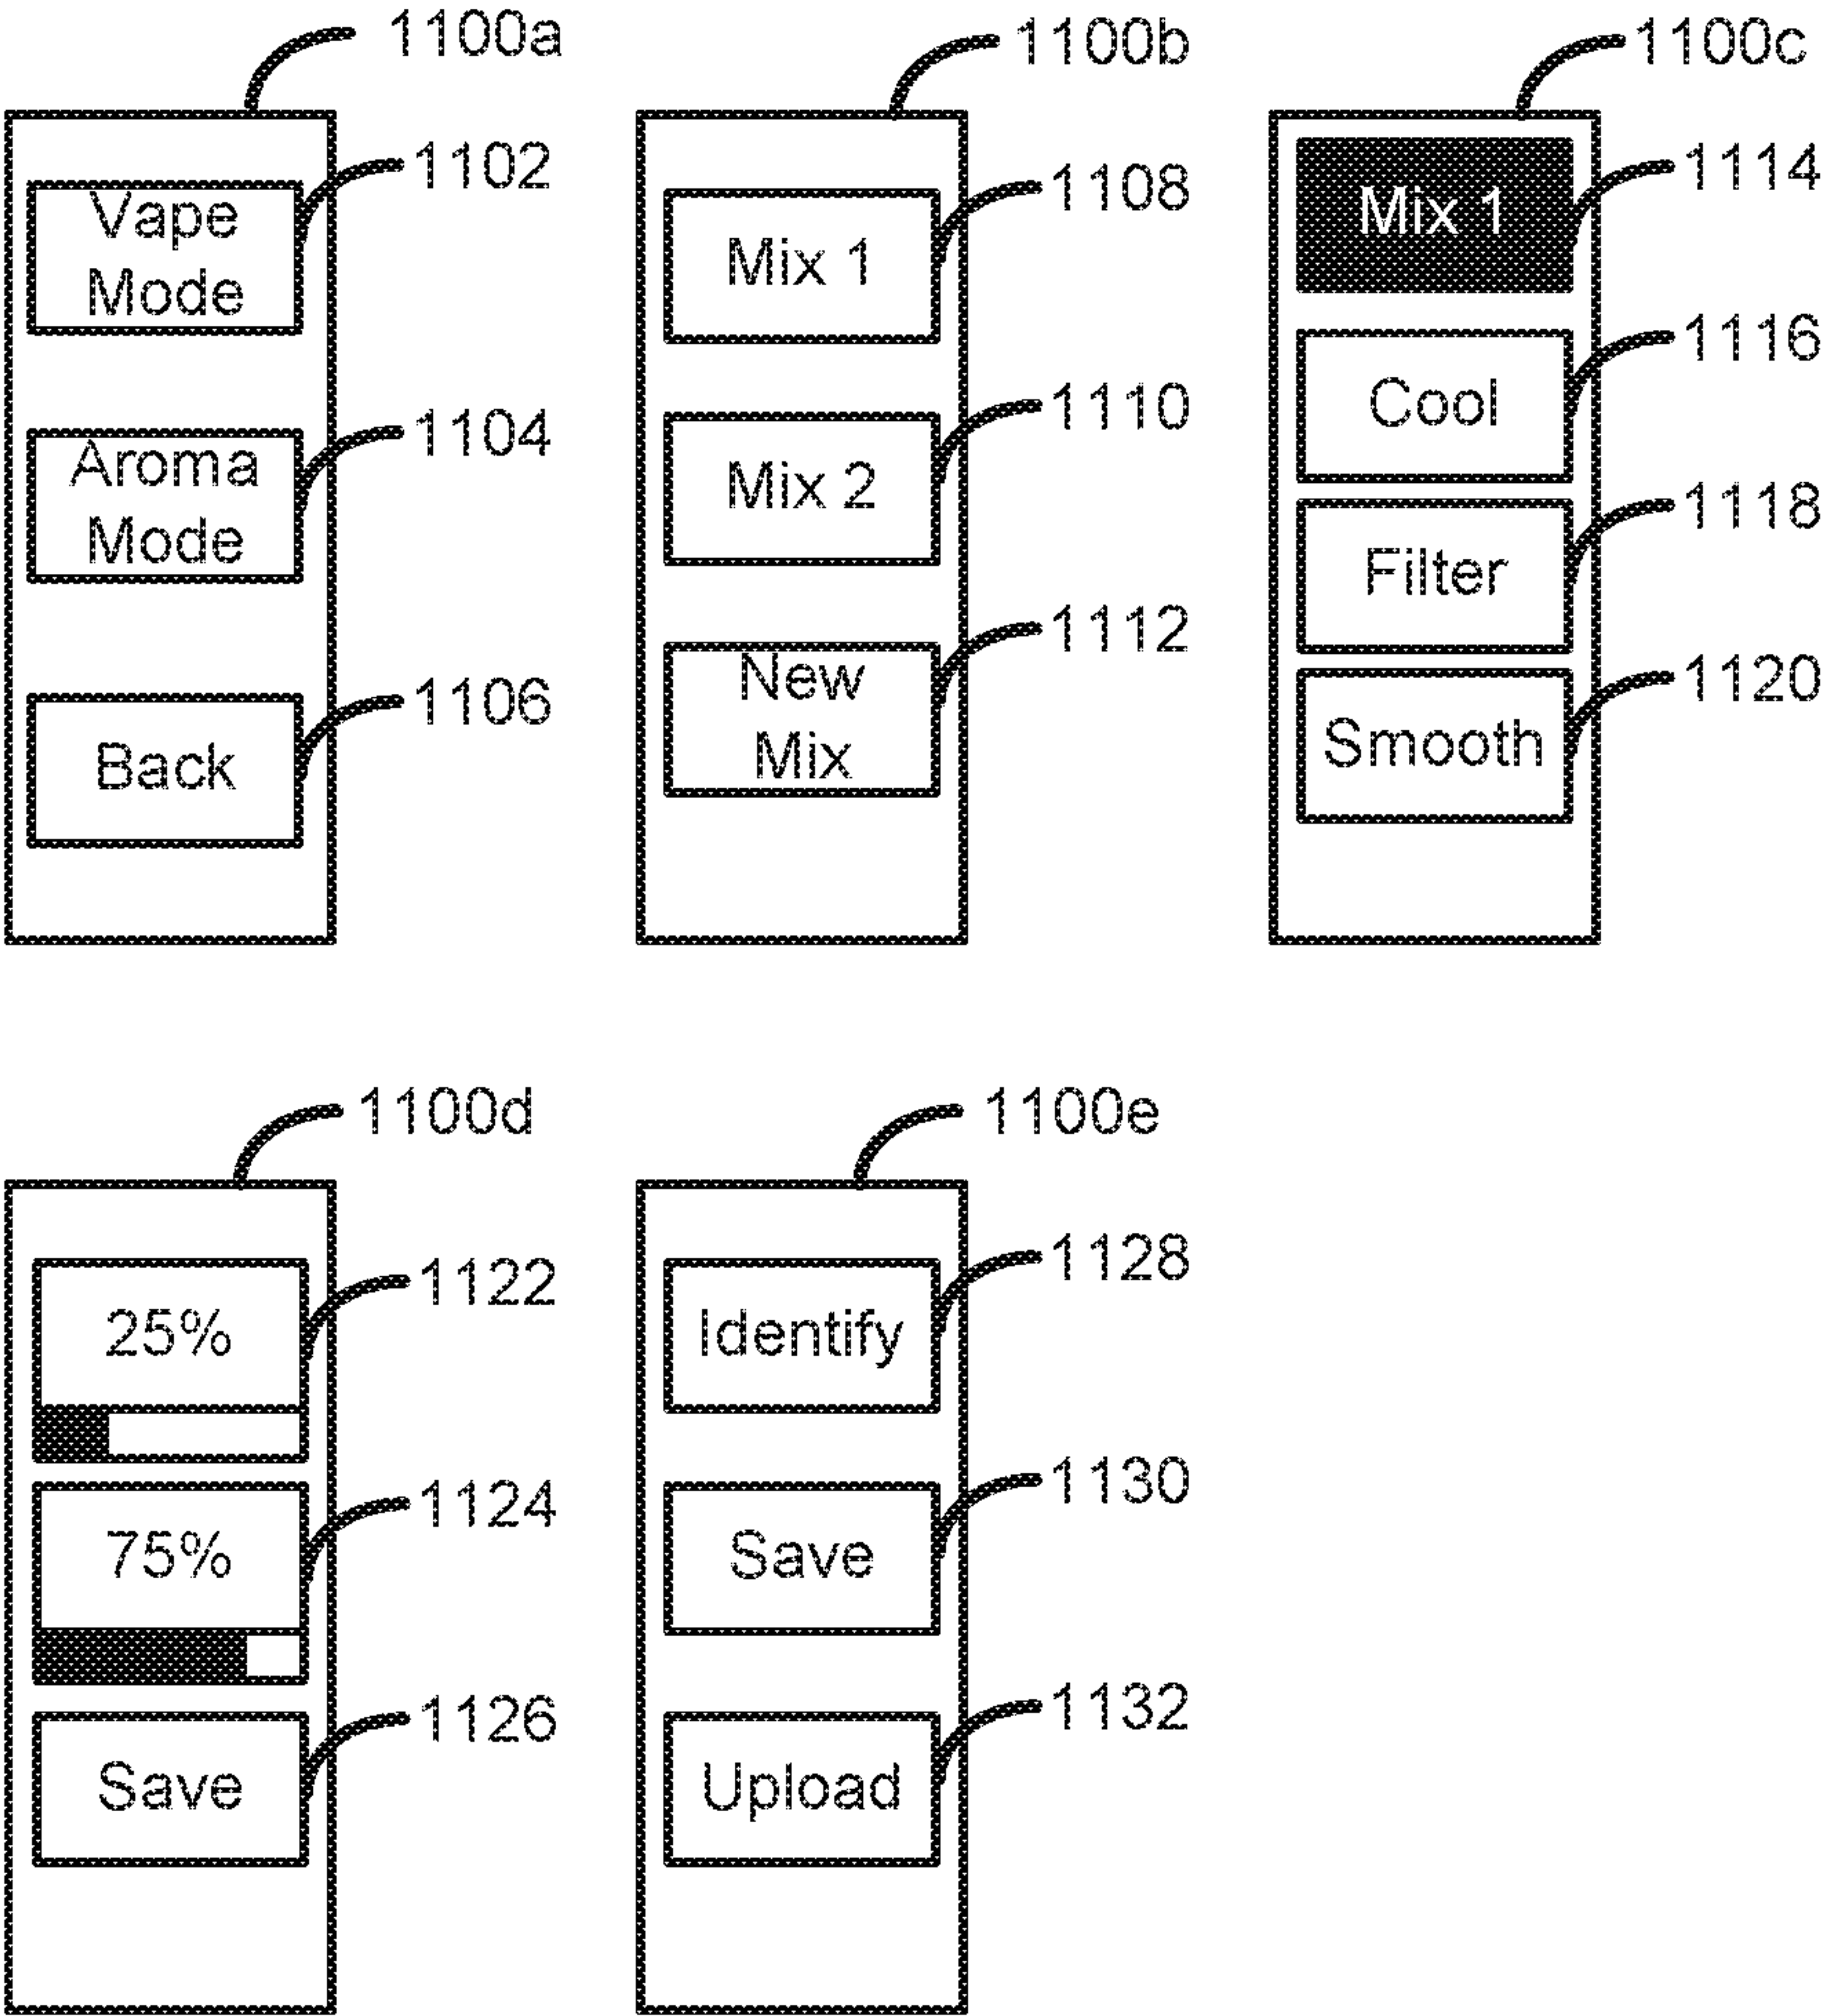 1100a
1102
Vape
Mode
1104
Aroma
Mode
1106
Back
1100b
1108
Mix 1
1110
Mix 2
1112
New
Mix
1100c
1114
Mix 1
1116
Cool
1118
Filter
1120
Smooth
1100d
1122
25%
1124
75%
1126
Save
1100e
1128
Identify
1130
Save
1132
Upload